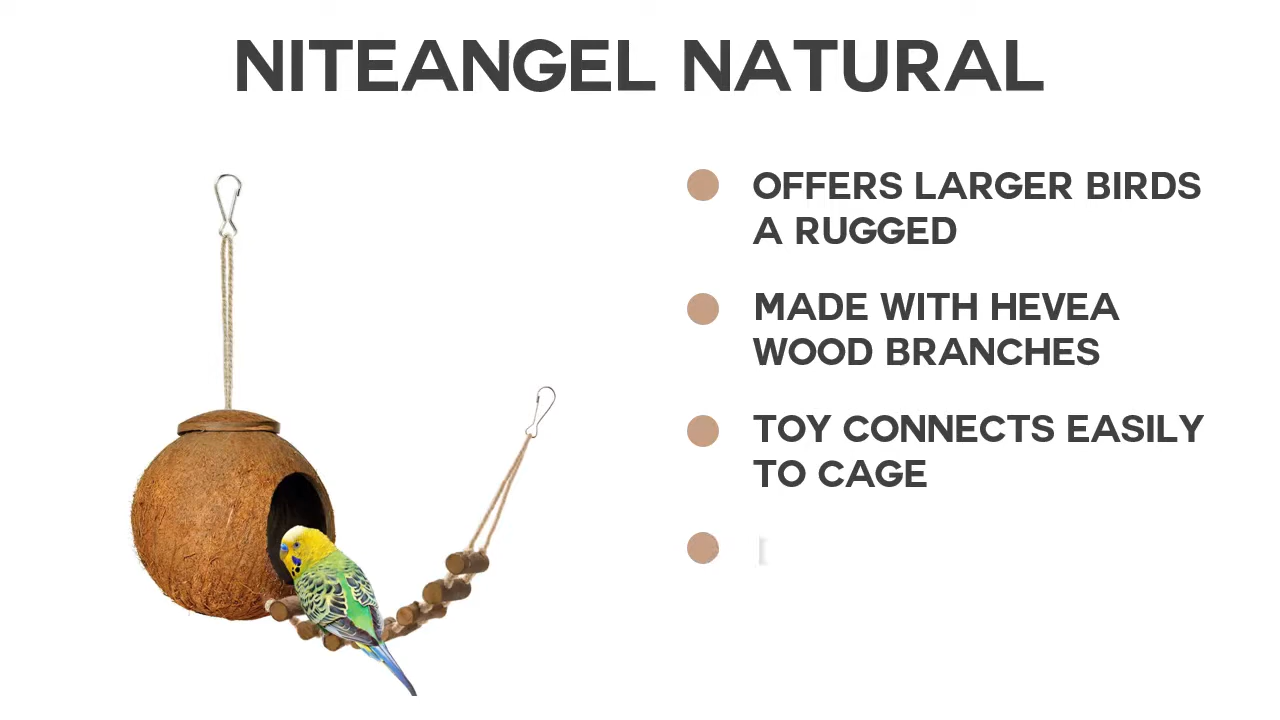 NITEANGEL NATURAL
OFFERS LARGER BIRDS
A RUGGED
MADE WITH HEVEA
WOOD BRANCHES
TOY CONNECTS EASILY
TO CAGE